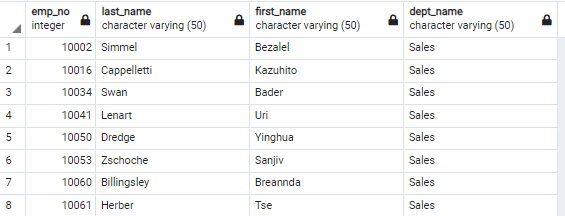 emp_no last_name first_name dept_name
integer character varying (50) character varying (50) character varying (50)
1 10002 Simmel Bezalel Sales
2 10016 Cappelletti Kazuhito Sales
3 10034 Swan Bader Sales
4 10041 Lenart Uri Sales
5 10050 Dredge Yinghua Sales
6 10053 Zschoche Sanjiv Sales
7 10060 Billingsley Breannda Sales
8 10061 Herber Tse Sales